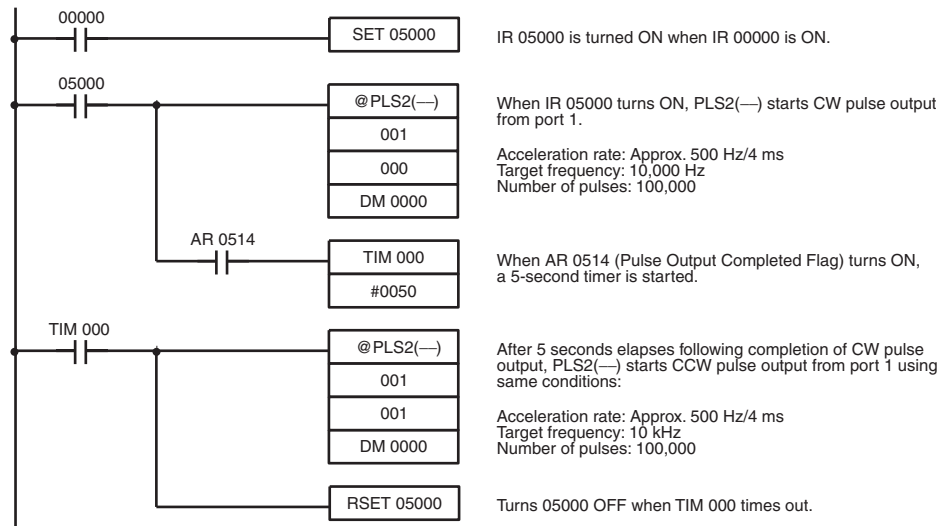 00000
SET 05000
IR 05000 is turned ON when IR 00000 is ON.
05000
@PLS2(––)
001
000
DM 0000
When IR 05000 turns ON, PLS2(––) starts CW pulse output
from port 1.
Acceleration rate: Approx. 500 Hz/4 ms
Target frequency: 10,000 Hz
Number of pulses: 100,000
AR 0514
TIM 000
#0050
When AR 0514 (Pulse Output Completed Flag) turns ON,
a 5-second timer is started.
TIM 000
@PLS2(––)
001
001
DM 0000
After 5 seconds elapses following completion of CW pulse
output, PLS2(––) starts CCW pulse output from port 1 using
same conditions:
Acceleration rate: Approx. 500 Hz/4 ms
Target frequency: 10 kHz
Number of pulses: 100,000
RSET 05000
Turns 05000 OFF when TIM 000 times out.